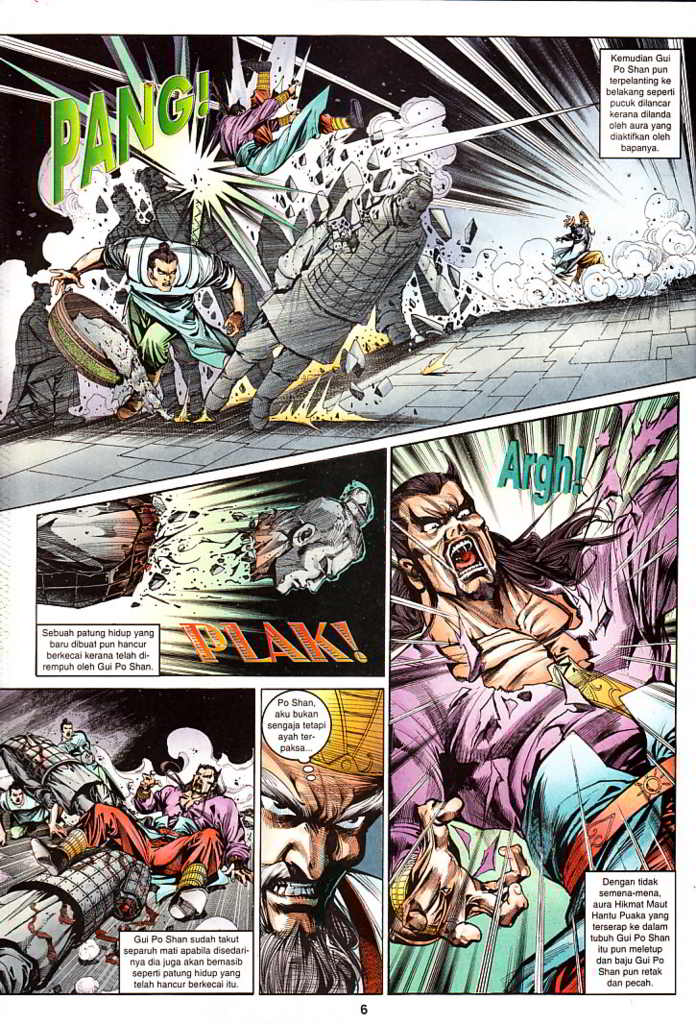 PANG!
Kemudian Gui
Po Shan pun
terpelanting ke
belakang seperti
pucuk dilancar
kerana dilanda
oleh aura yang
diaktifkan oleh
bapanya.
Sebuah patung hidup yang
baru dibuat pun hancur
berkecai kerana telah di-
rempuh oleh Gui Po Shan.
PLAK!
Argh!
Dengan tidak
semena-mena,
aura Hikmat Maut
Hantu Puaka yang
terserap ke dalam
tubuh Gui Po Shan
itu pun meletup
dan baju Gui Po
Shan pun retak
dan pecah.
Gui Po Shan sudah takut
separuh mati apabila disedari-
nya dia juga akan bernasib
seperti patung hidup yang
telah hancur berkecai itu.
Po Shan,
aku bukan
sengaja tetapi
ayah ter-
paksa...
6